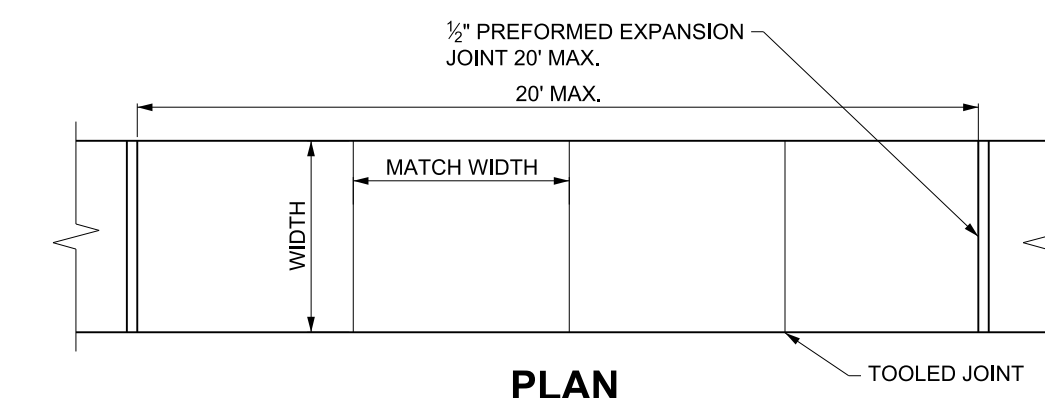 ½" PREFORMED EXPANSION
JOINT 20' MAX.
20' MAX.
MATCH WIDTH
WIDTH
TOOLED JOINT
PLAN